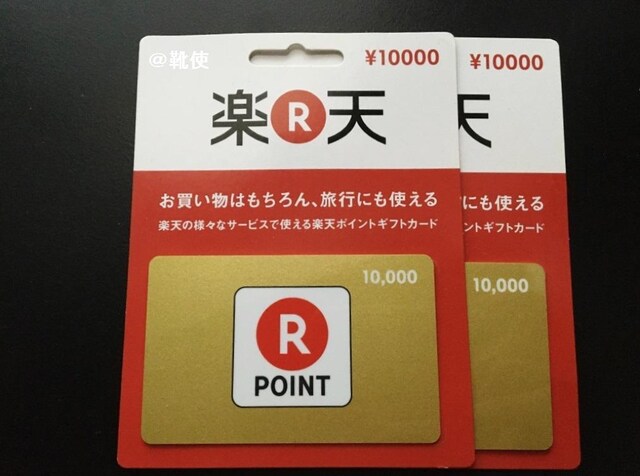 @靴使
¥10000
楽R天
お買い物はもちろん、旅行にも使える
楽天の様々なサービスで使える楽天ポイントギフトカード
10,000
R
POINT
¥10000
天
にも使える
ントギフトカード
10,000